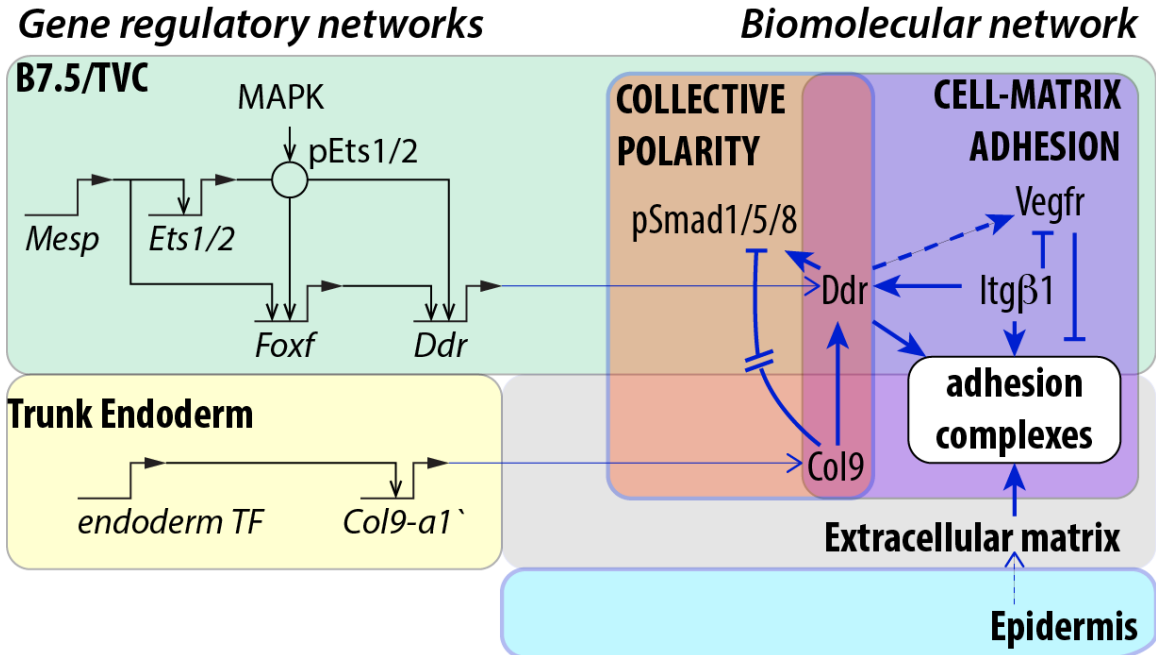 Gene regulatory networks
Biomolecular network
B7.5/TVC
MAPK
pEts1/2
Mesp
Ets1/2
Foxf
Ddr
COLLECTIVE
POLARITY
CELL-MATRIX
ADHESION
pSmad1/5/8
Vegfr
Ddr
Itgβ1
adhesion
complexes
Trunk Endoderm
endoderm TF
Col9-a1`
Col9
Extracellular matrix
Epidermis